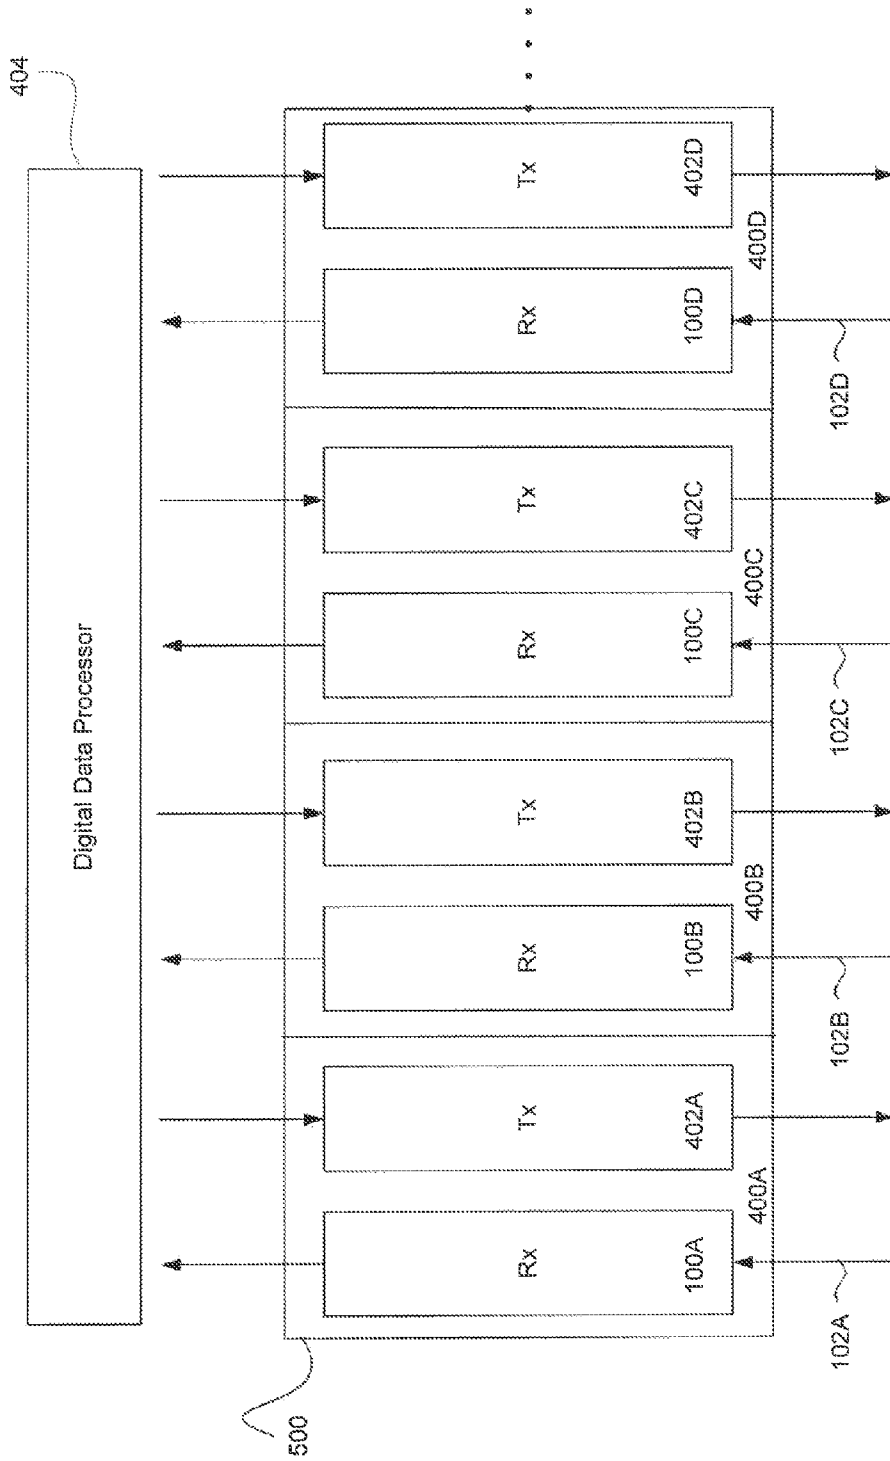 404
Digital Data Processor
500
Rx
100A
Tx
402A
400A
Rx
100B
Tx
402B
400B
Rx
100C
Tx
402C
400C
Rx
100D
Tx
402D
400D
102A
102B
102C
102D